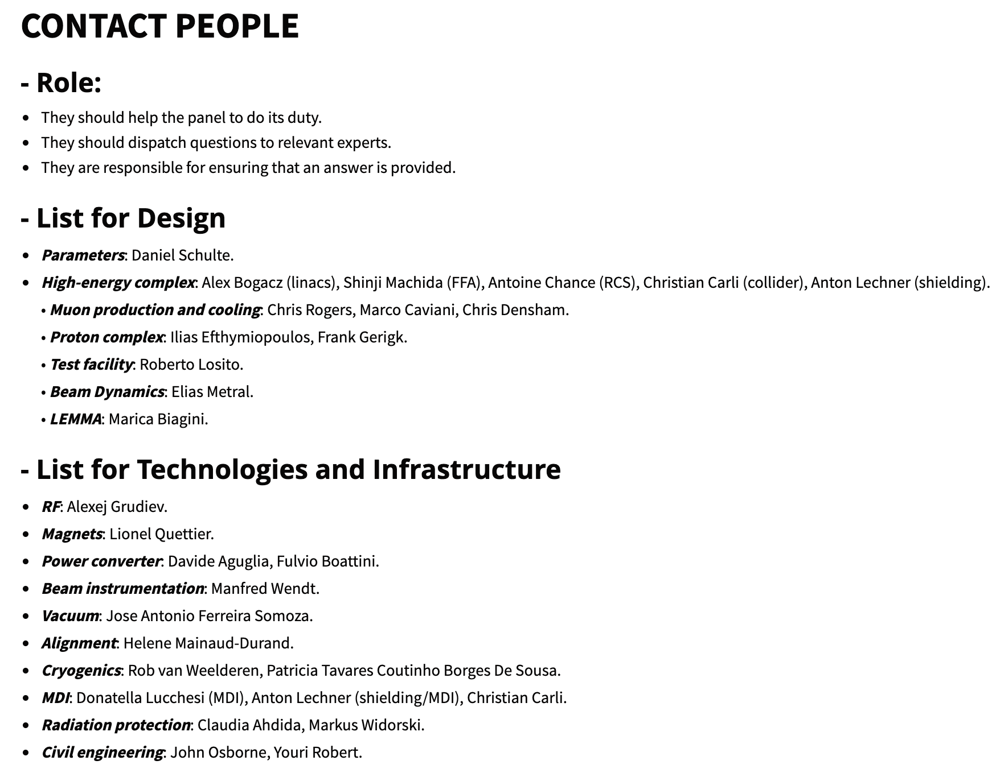 CONTACT PEOPLE
- Role:
• They should help the panel to do its duty.
• They should dispatch questions to relevant experts.
• They are responsible for ensuring that an answer is provided.
- List for Design
• Parameters: Daniel Schulte.
• High-energy complex: Alex Bogacz (linacs), Shinji Machida (FFA), Antoine Chance (RCS), Christian Carli (collider), Anton Lechner (shielding).
• Muon production and cooling: Chris Rogers, Marco Caviani, Chris Densham.
• Proton complex: Ilias Efthymiopoulos, Frank Gerigk.
• Test facility: Roberto Losito.
• Beam Dynamics: Elias Metral.
• LEMMA: Marica Biagini.
- List for Technologies and Infrastructure
• RF: Alexej Grudiev.
• Magnets: Lionel Quettier.
• Power converter: Davide Aguglia, Fulvio Boattini.
• Beam instrumentation: Manfred Wendt.
• Vacuum: Jose Antonio Ferreira Somoza.
• Alignment: Helene Mainaud-Durand.
• Cryogenics: Rob van Weelderen, Patricia Tavares Coutinho Borges De Sousa.
• MDI: Donatella Lucchesi (MDI), Anton Lechner (shielding/MDI), Christian Carli.
• Radiation protection: Claudia Ahdida, Markus Widorski.
• Civil engineering: John Osborne, Youri Robert.